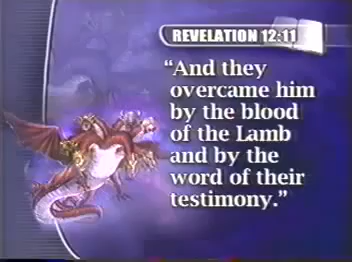 REVELATION 12:11
“And they
overcame him
by the blood
of the Lamb
and by the
word of their
testimony.”